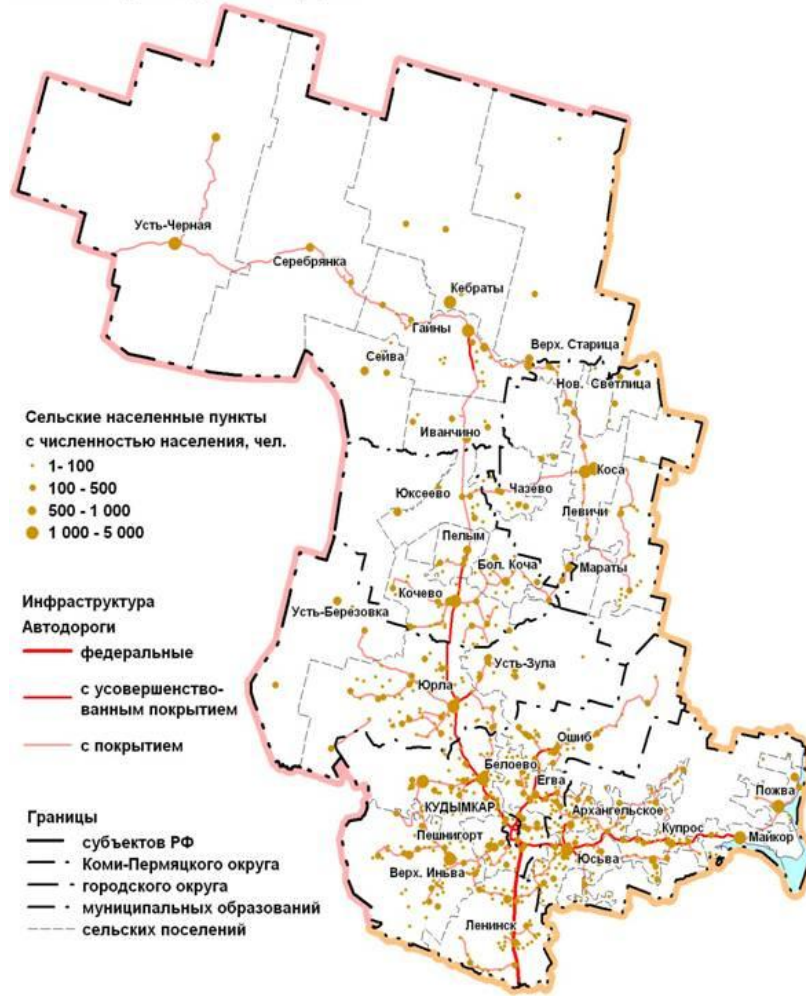 Усть-Черная
Серебрянка
Кебраты
Гайны
Верх. Старица
Сейва
Нов. Светлица
Сельские населенные пункты
с численностью населения, чел.
1- 100
100 - 500
500 - 1 000
1 000 - 5 000
Иванчино
Коса
Юксеево
Чазево
Левичи
Пелым
Бол. Коча
Мараты
Инфраструктура
Автодороги
федеральные
с усовершенство-
ванным покрытием
с покрытием
Кочево
Усть-Березовка
Усть-Зула
Юрла
Ошиб
Белоево
Егва
Пожва
КУДЫМКАР
Архангельское
Границы
субъектов РФ
Коми-Пермяцкого округа
городского округа
муниципальных образований
сельских поселений
Пешнигорт
Купрос
Майкор
Верх. Иньва
Юсьва
Ленинск